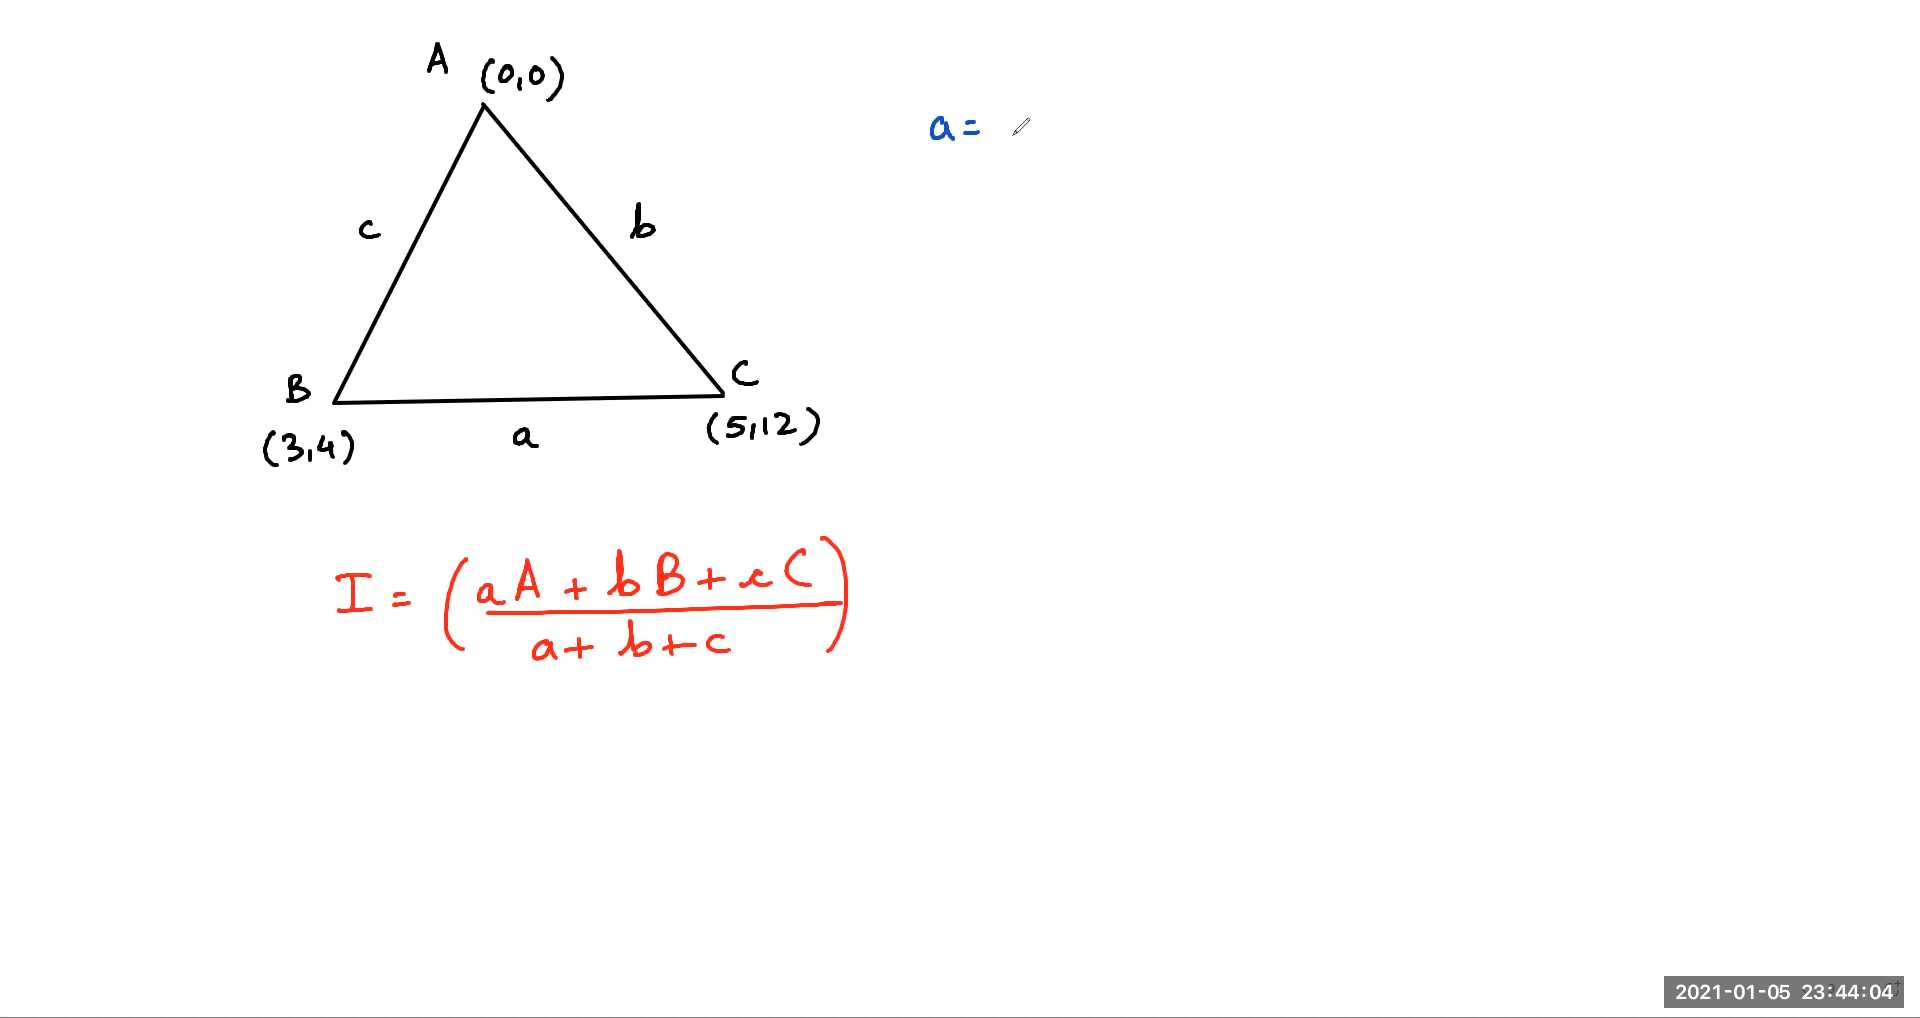 A (0,0)
a=
c
b
B
C
(3,4)
a
(5,12)
I = (aA + bB + cC / a + b + c)
2021-01-05 23:44:04